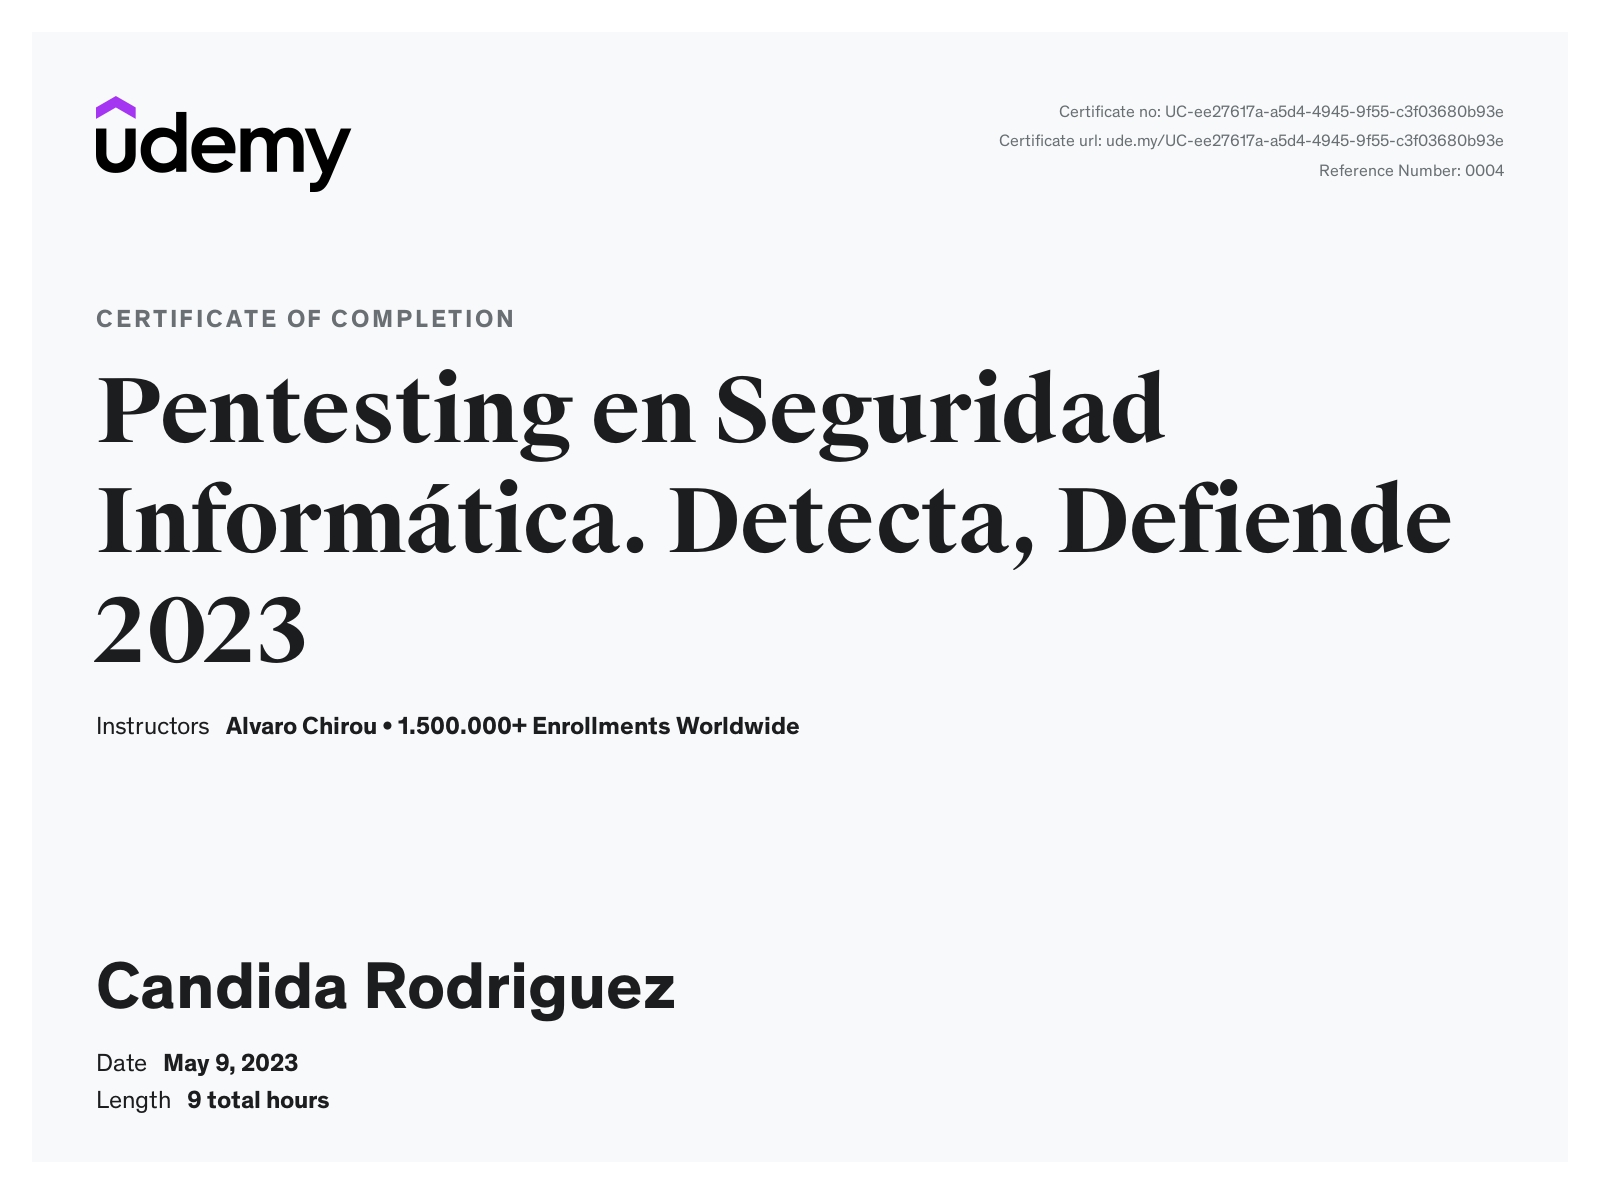 udemy
Certificate no: UC-ee27617a-a5d4-4945-9f55-c3f03680b93e
Certificate url: ude.my/UC-ee27617a-a5d4-4945-9f55-c3f03680b93e
Reference Number: 0004
CERTIFICATE OF COMPLETION
Pentesting en Seguridad
Informática. Detecta, Defiende
2023
Instructors Alvaro Chirou • 1.500.000+ Enrollments Worldwide
Candida Rodriguez
Date May 9, 2023
Length 9 total hours